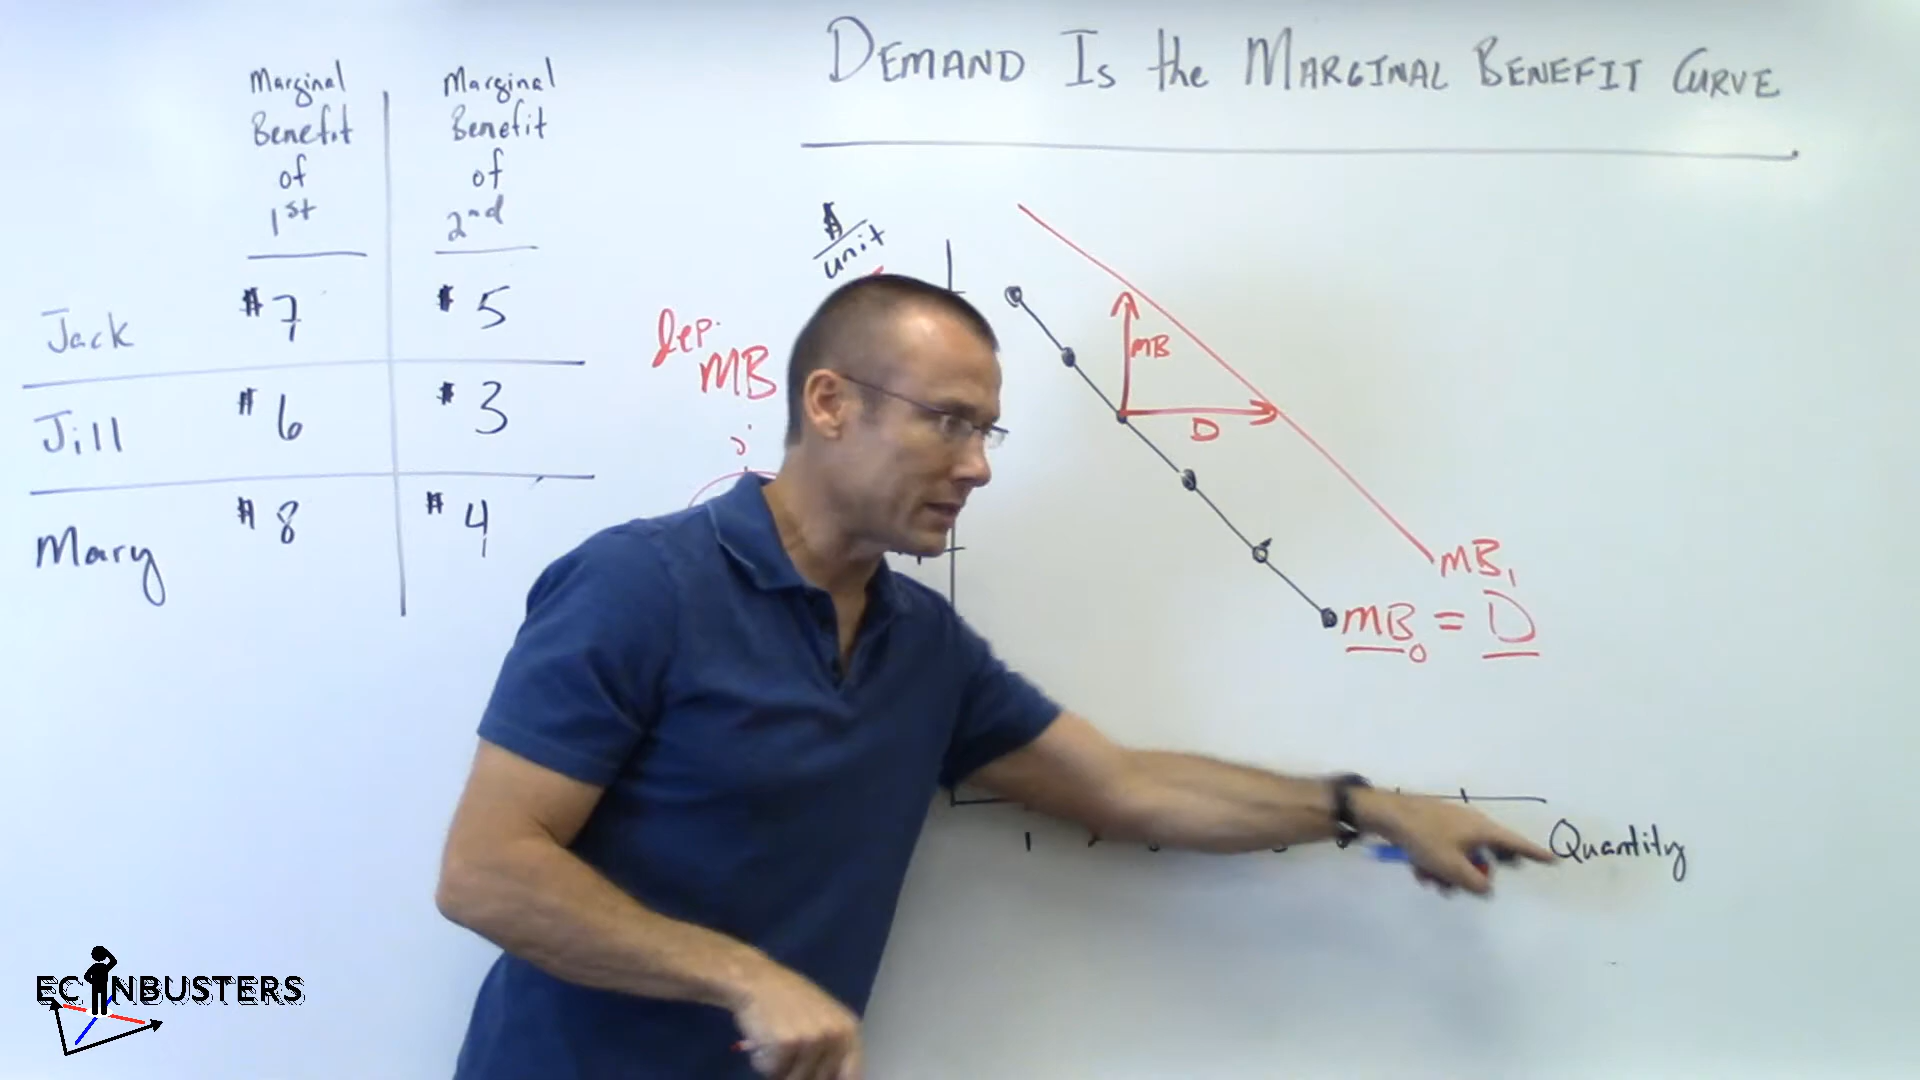 DEMAND IS the MARGINAL BENEFIT CURVE
Marginal Benefit of 1st
Marginal Benefit of 2nd
Jack $7 $5
Jill $6 $3
Mary $8 $4
$/unit
dep.
MB
MB
D
MB1
MB0 = D
1
Quantity
ECONBUSTERS